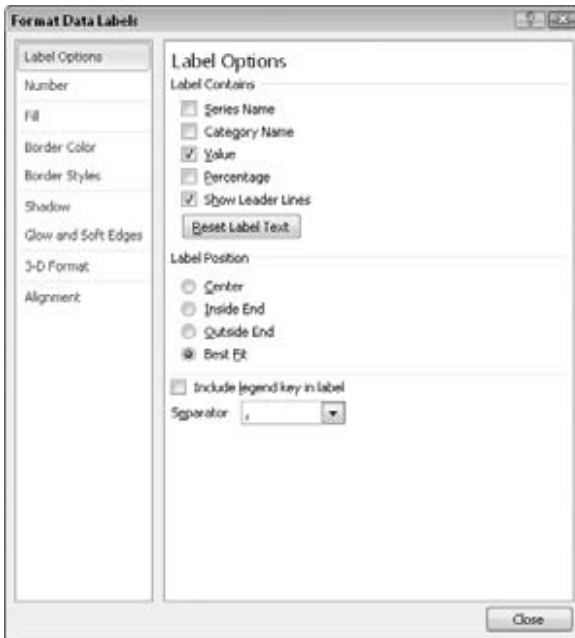 Format Data Labels
Label Options
Number
Fill
Border Color
Border Styles
Shadow
Glow and Soft Edges
3-D Format
Alignment
Label Options
Label Contains
Series Name
Category Name
Value
Percentage
Show Leader Lines
Reset Label Text
Label Position
Center
Inside End
Outside End
Best Fit
Include legend key in label
Separator ,
Close